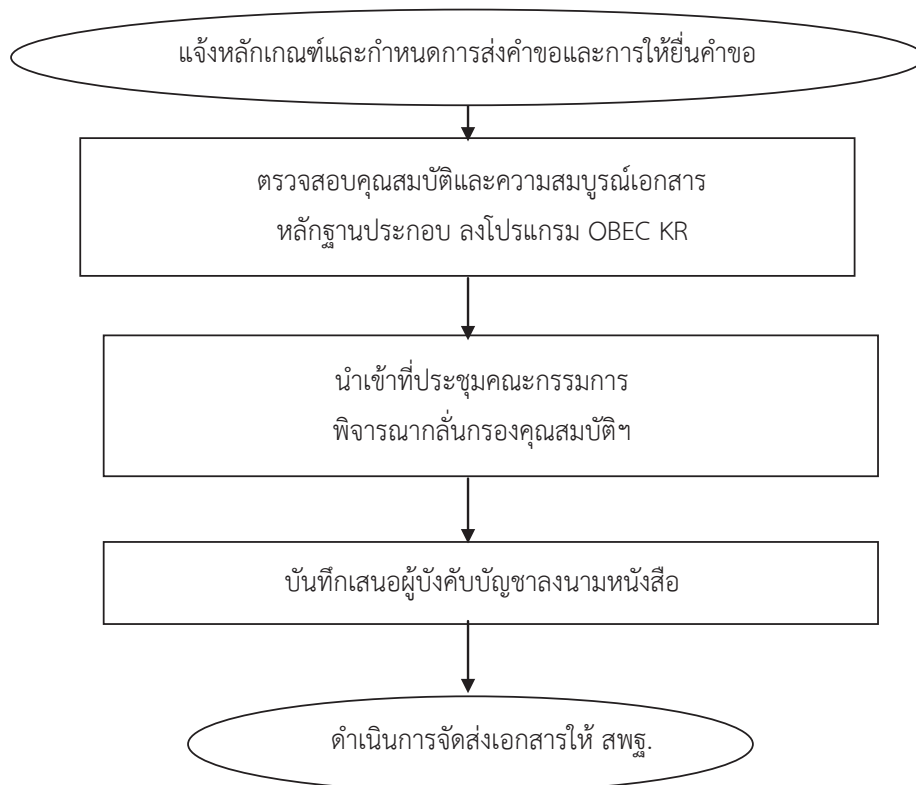 แจ้งหลักเกณฑ์และกำหนดการส่งคำขอและการให้ยื่นคำขอ
ตรวจสอบคุณสมบัติและความสมบูรณ์เอกสาร
หลักฐานประกอบ ลงโปรแกรม OBEC KR
นำเข้าที่ประชุมคณะกรรมการ
พิจารณากลั่นกรองคุณสมบัติฯ
บันทึกเสนอผู้บังคับบัญชาลงนามหนังสือ
ดำเนินการจัดส่งเอกสารให้ สพฐ.